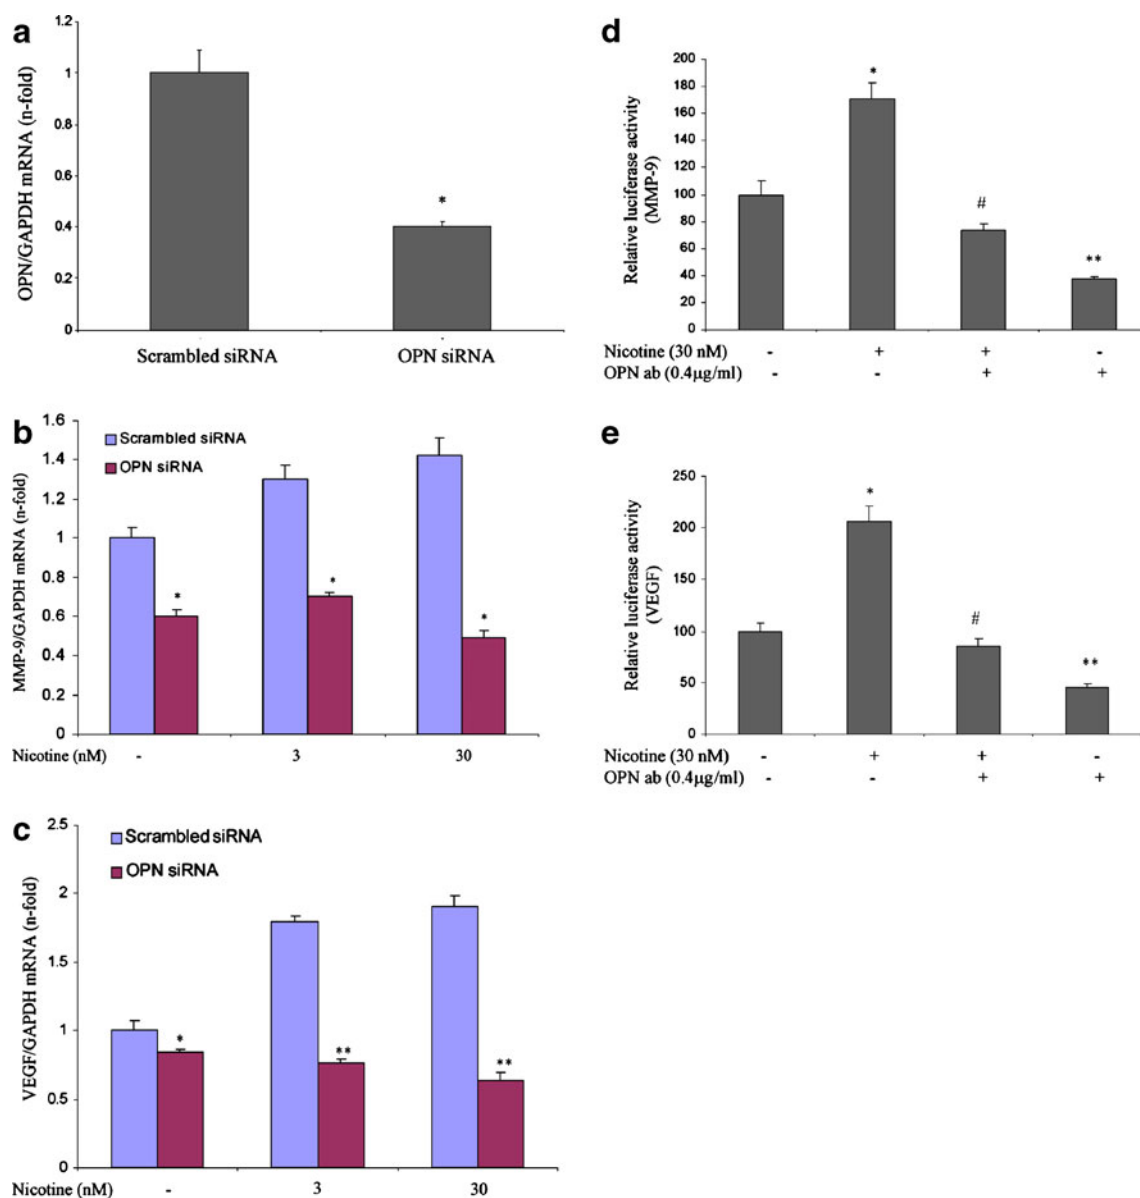 a
OPN/GAPDH mRNA (n-fold)
1.2
1
0.8
0.6
0.4
0.2
0
*
Scrambled siRNA OPN siRNA
b
MMP-9/GAPDH mRNA (n-fold)
1.6
1.4
1.2
1
0.8
0.6
0.4
0.2
0
Scrambled siRNA
OPN siRNA
* * *
Nicotine (nM) - 3 30
c
VEGF/GAPDH mRNA (n-fold)
2.5
2
1.5
1
0.5
0
Scrambled siRNA
OPN siRNA
* ** **
Nicotine (nM) - 3 30
d
Relative luciferase activity
(MMP-9)
200
180
160
140
120
100
80
60
40
20
0
* # **
Nicotine (30 nM) - + + -
OPN ab (0.4µg/ml) - - + +
e
Relative luciferase activity
(VEGF)
250
200
150
100
50
0
* # **
Nicotine (30 nM) - + + -
OPN ab (0.4µg/ml) - - + +